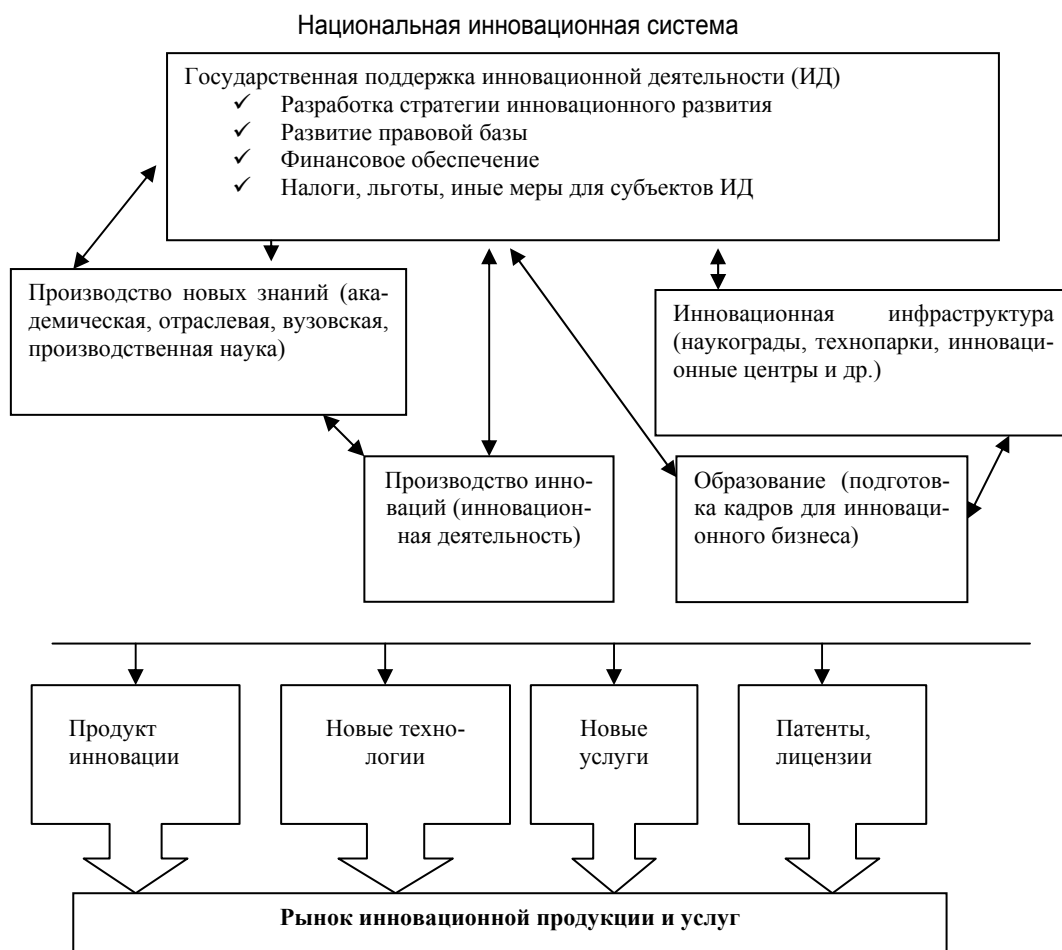 Национальная инновационная система
Государственная поддержка инновационной деятельности (ИД)
✓ Разработка стратегии инновационного развития
✓ Развитие правовой базы
✓ Финансовое обеспечение
✓ Налоги, льготы, иные меры для субъектов ИД
Производство новых знаний (ака-
демическая, отраслевая, вузовская,
производственная наука)
Инновационная инфраструктура
(наукограды, технопарки, инноваци-
онные центры и др.)
Производство инно-
ваций (инновацион-
ная деятельность)
Образование (подготов-
ка кадров для инноваци-
онного бизнеса)
Продукт
инновации
Новые техно-
логии
Новые
услуги
Патенты,
лицензии
Рынок инновационной продукции и услуг